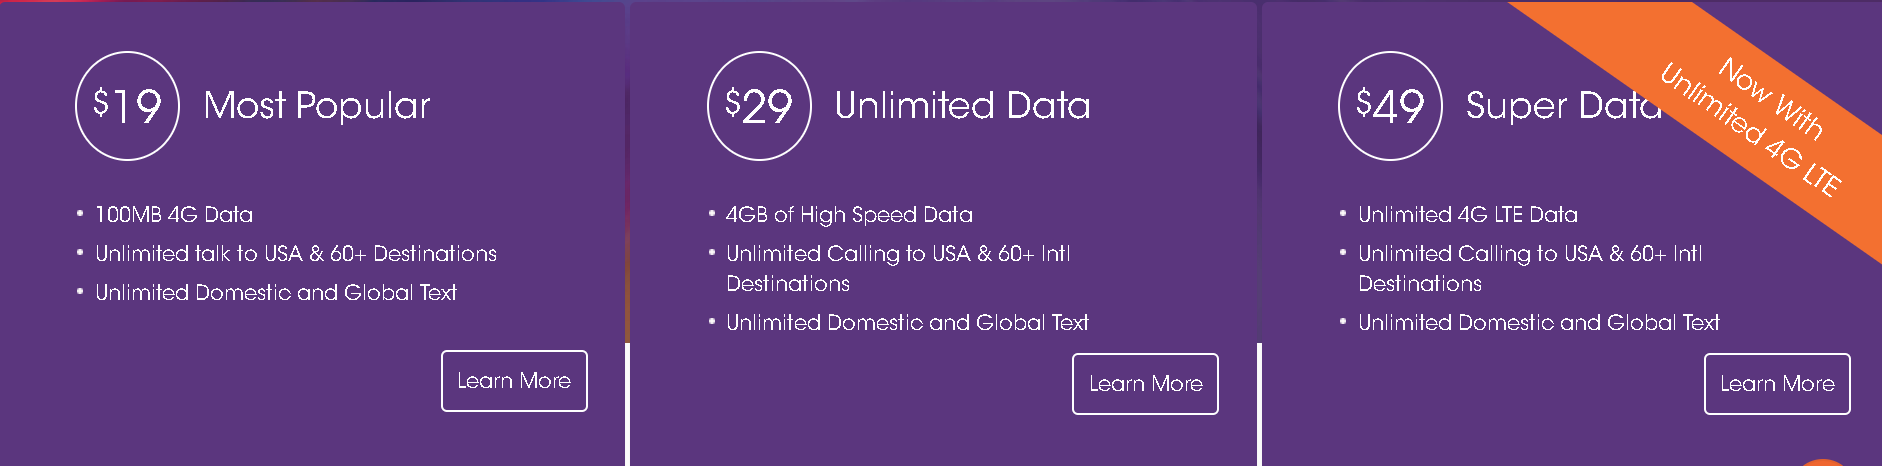 $19 Most Popular
• 100MB 4G Data
• Unlimited talk to USA & 60+ Destinations
• Unlimited Domestic and Global Text
Learn More
$29 Unlimited Data
• 4GB of High Speed Data
• Unlimited Calling to USA & 60+ Intl
Destinations
• Unlimited Domestic and Global Text
Learn More
$49 Super Data
Now With
Unlimited 4G LTE
• Unlimited 4G LTE Data
• Unlimited Calling to USA & 60+ Intl
Destinations
• Unlimited Domestic and Global Text
Learn More